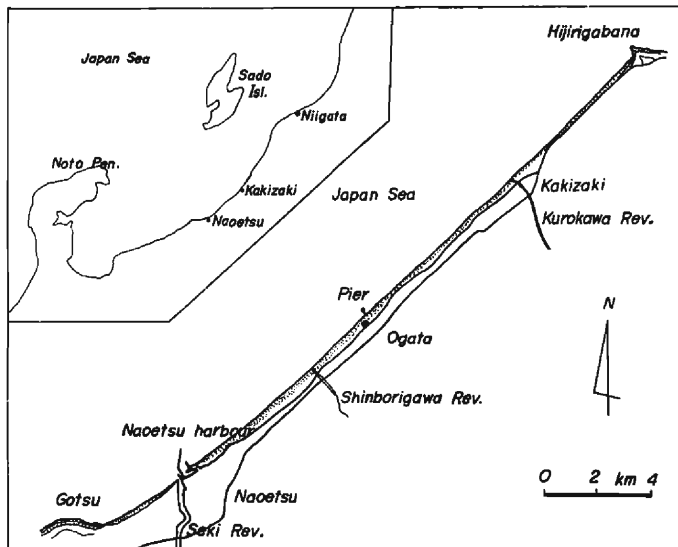 Hijirigabana
Japan Sea
Sado
Isl.
Niigata
Noto Pen.
Kakizaki
Naoetsu
Japan Sea
Kakizaki
Kurokawa Rev.
Pier
Ogata
N
Shinborigawa Rev.
Naoetsu harbour
Gotsu
Naoetsu
Seki Rev.
0 2 km 4